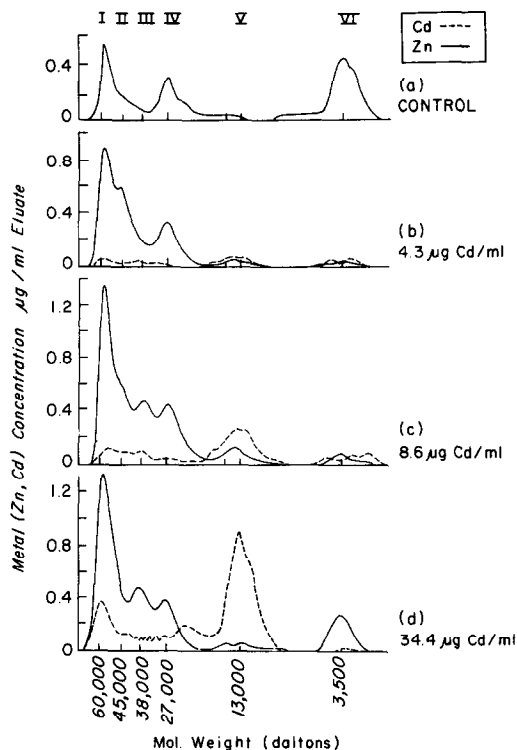 I II III IV V VI
Cd
Zn
0.4
0
(a)
CONTROL
0.8
0.4
0
(b)
4.3 µg Cd/ml
1.2
0.8
0.4
0
(c)
8.6 µg Cd/ml
1.2
0.8
0.4
0
(d)
34.4 µg Cd/ml
Metal (Zn, Cd) Concentration µg/ml Eluate
60,000 45,000 38,000 27,000 13,000 3,500
Mol. Weight (daltons)